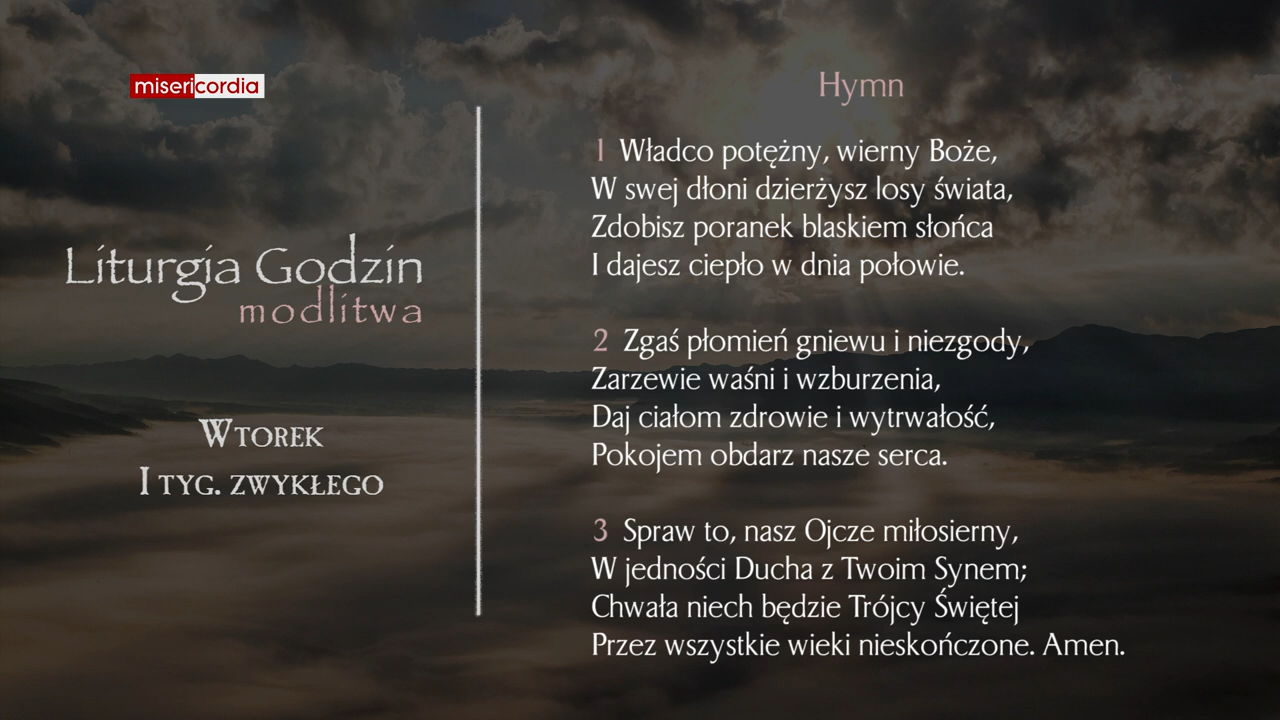 misericordia
Liturgia Godzin
modlitwa
Wtorek
I tyg. zwykłego
Hymn
1 Władco potężny, wierny Boże,
W swej dłoni dzierżysz losy świata,
Zdobisz poranek blaskiem słońca
I dajesz ciepło w dnia połowie.
2 Zgaś płomień gniewu i niezgody,
Zarzewie waśni i wzburzenia,
Daj ciałom zdrowie i wytrwałość,
Pokojem obdarz nasze serca.
3 Spraw to, nasz Ojcze miłosierny,
W jedności Ducha z Twoim Synem;
Chwała niech będzie Trójcy Świętej
Przez wszystkie wieki nieskończone. Amen.